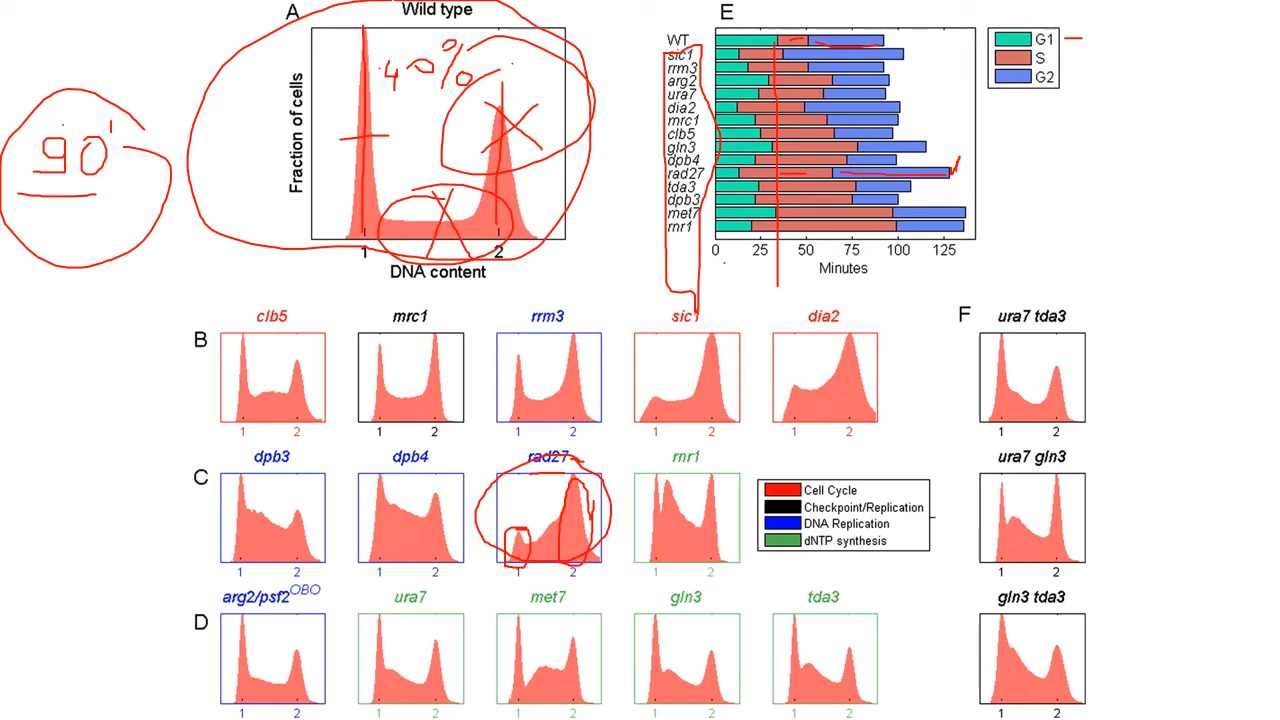 A
Wild type
Fraction of cells
40%
1
2
DNA content
90'
E
WT
sic1
rrm3
arg2
ura7
dia2
mrc1
clb5
gln3
dpb4
rad27
tda3
dpb3
met7
rnr1
0 25 50 75 100 125
Minutes
G1
S
G2
B
clb5 mrc1 rrm3 sic1 dia2
1 2 1 2 1 2 1 2 1 2
F
ura7 tda3
1 2
C
dpb3 dpb4 rad27 rnr1
1 2 1 2 1 2 1 2
Cell Cycle
Checkpoint/Replication
DNA Replication
dNTP synthesis
ura7 gln3
1 2
D
arg2/psf2OBO ura7 met7 gln3 tda3
1 2 1 2 1 2 1 2 1 2
gln3 tda3
1 2